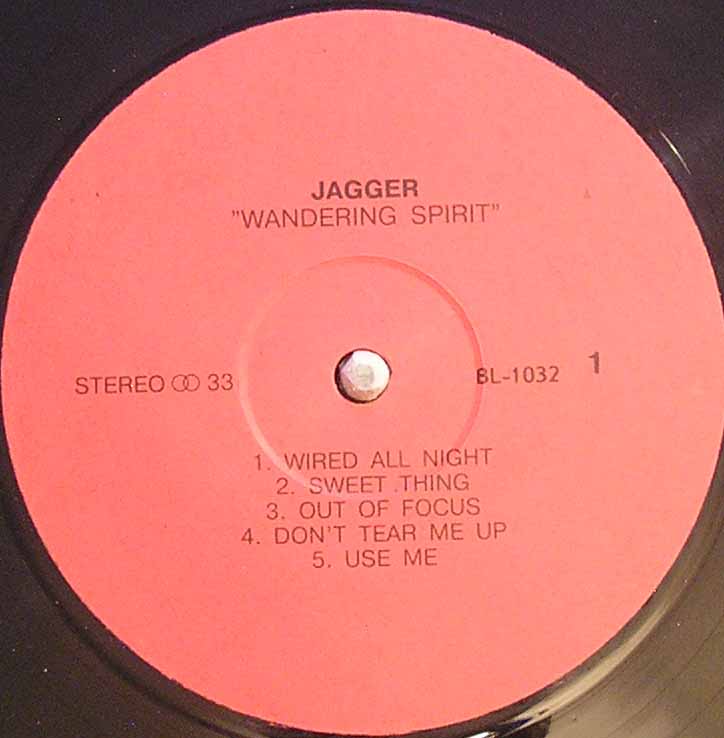 JAGGER
"WANDERING SPIRIT"
STEREO 33
BL-1032 1
1. WIRED ALL NIGHT
2. SWEET THING
3. OUT OF FOCUS
4. DON'T TEAR ME UP
5. USE ME